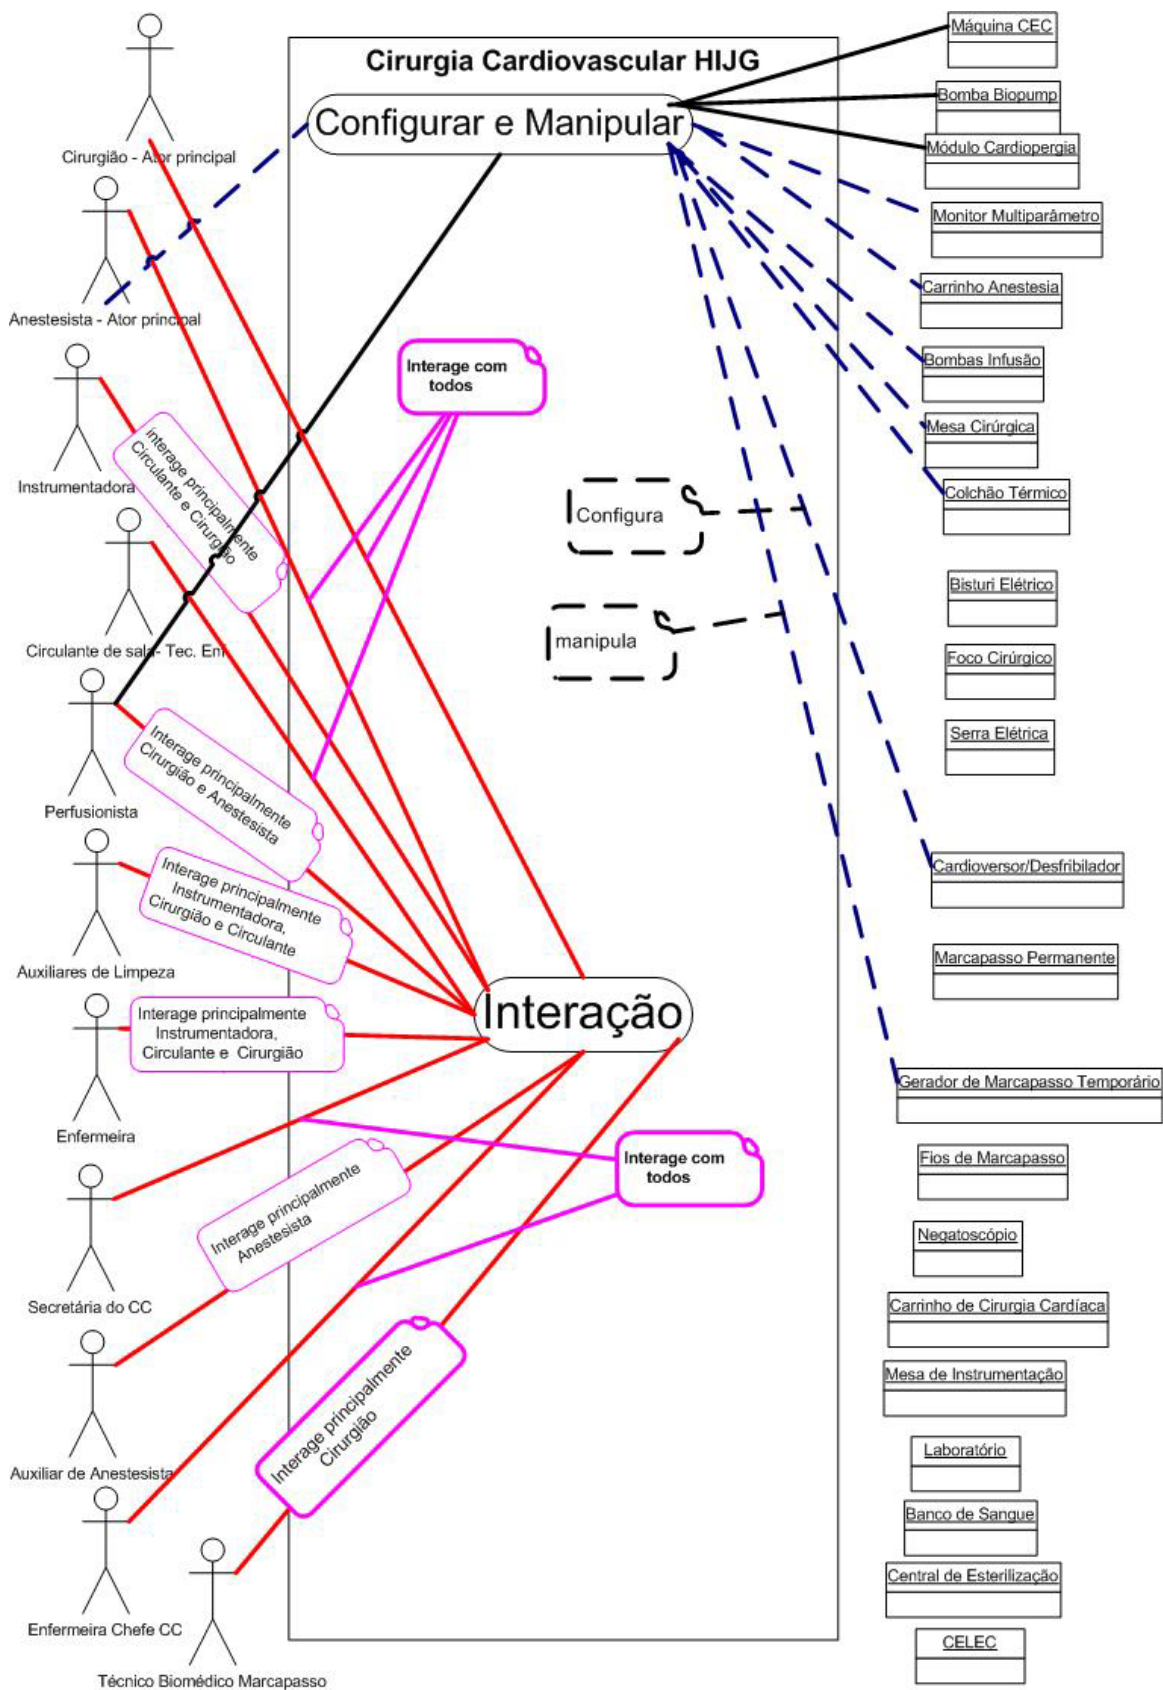 Cirurgia Cardiovascular HIJG
Configurar e Manipular
Cirurgião - Ator principal
Anestesista - Ator principal
Instrumentadora
Circulante de sala- Tec. Enf
Perfusionista
Auxiliares de Limpeza
Enfermeira
Secretária do CC
Auxiliar de Anestesista
Enfermeira Chefe CC
Técnico Biomédico Marcapasso
Interage com
todos
interage principalmente
Circulante e Cirurgião
Configura
manipula
Interage principalmente
Cirurgião e Anestesista
Interage principalmente
Instrumentadora,
Cirurgião e Circulante
Interage principalmente
Instrumentadora,
Circulante e Cirurgião
Interação
Interage com
todos
Interage principalmente
Anestesista
Interage principalmente
Cirurgião
Máquina CEC
Bomba Biopump
Módulo Cardiopergia
Monitor Multiparâmetro
Carrinho Anestesia
Bombas Infusão
Mesa Cirúrgica
Colchão Térmico
Bisturi Elétrico
Foco Cirúrgico
Serra Elétrica
Cardioversor/Desfribilador
Marcapasso Permanente
Gerador de Marcapasso Temporário
Fios de Marcapasso
Negatoscópio
Carrinho de Cirurgia Cardíaca
Mesa de Instrumentação
Laboratório
Banco de Sangue
Central de Esterilização
CELEC